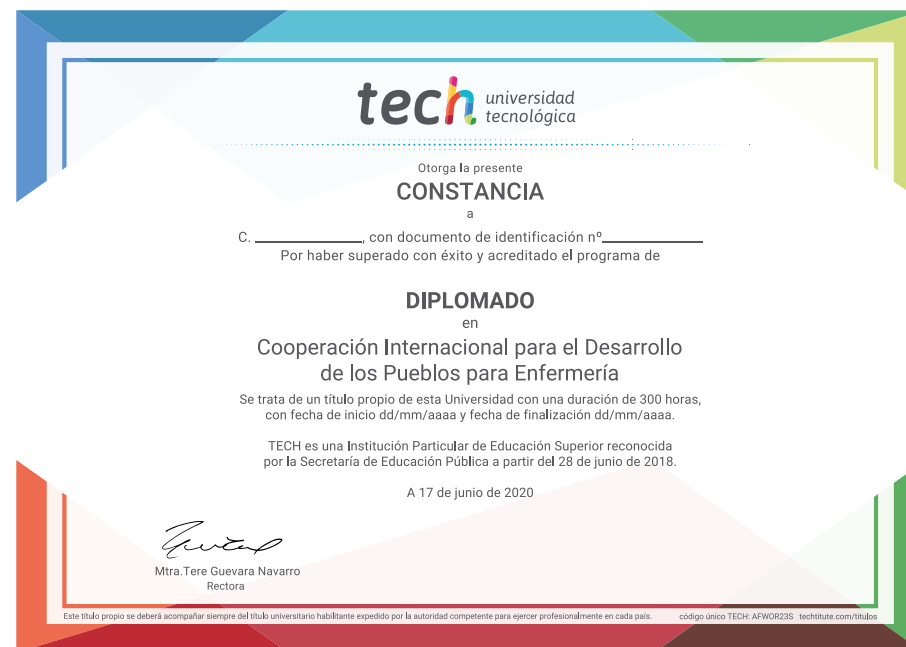 tech universidad
tecnológica
Otorga la presente
CONSTANCIA
a
C. ____________, con documento de identificación nº____________
Por haber superado con éxito y acreditado el programa de
DIPLOMADO
en
Cooperación Internacional para el Desarrollo
de los Pueblos para Enfermería
Se trata de un título propio de esta Universidad con una duración de 300 horas,
con fecha de inicio dd/mm/aaaa y fecha de finalización dd/mm/aaaa.
TECH es una Institución Particular de Educación Superior reconocida
por la Secretaría de Educación Pública a partir del 28 de junio de 2018.
A 17 de junio de 2020
Mtra.Tere Guevara Navarro
Rectora
Este título propio se deberá acompañar siempre del título universitario habilitante expedido por la autoridad competente para ejercer profesionalmente en cada país. código único TECH: AFWOR23S techtitute.com/titulos